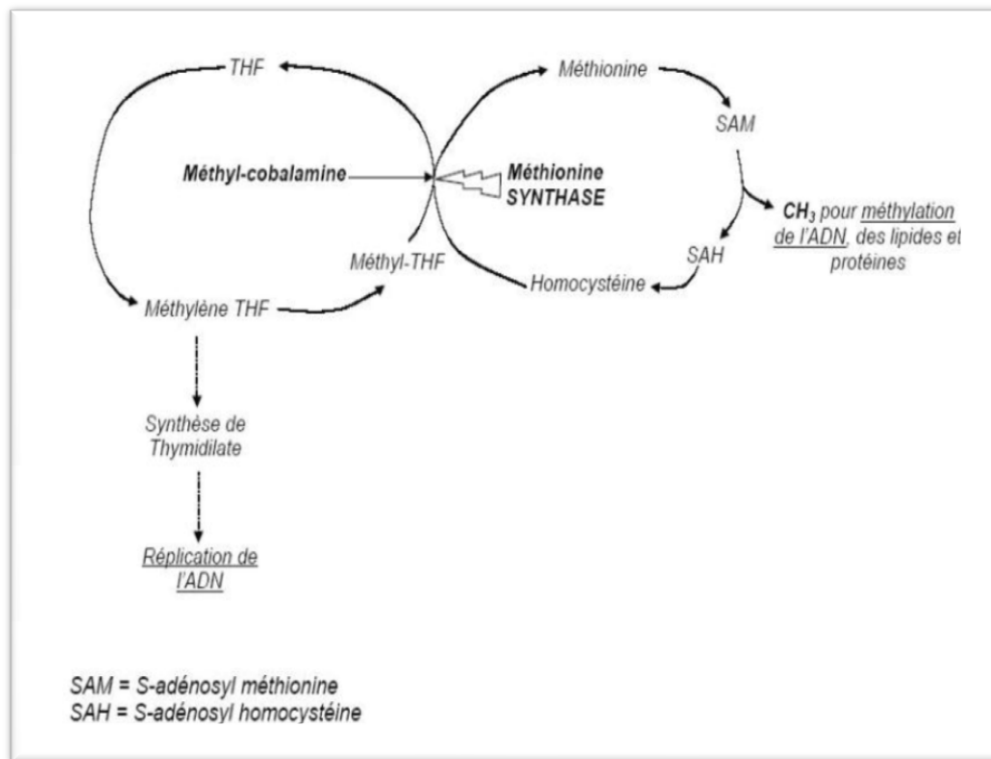 THF
Méthionine
SAM
Méthyl-cobalamine
Méthionine
SYNTHASE
CH3 pour méthylation
de l'ADN, des lipides et
protéines
Méthyl-THF
SAH
Homocystéine
Méthylène THF
Synthèse de
Thymidilate
Réplication de
l'ADN
SAM = S-adénosyl méthionine
SAH = S-adénosyl homocystéine